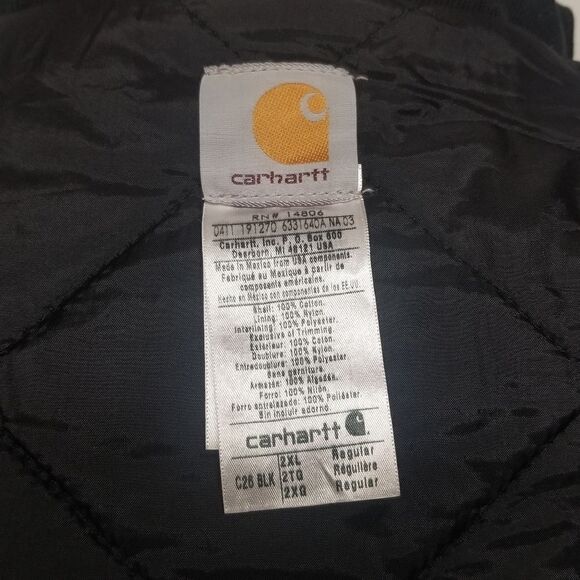 carhartt
RN# 14806
0411 191270 6331640A NA 03
Carhartt, Inc. P. O. Box 600
Dearborn, MI 48121 USA
Made in Mexico from USA components.
Fabriqué au Mexique à partir de
composants américains.
Hecho en México con componentes de los EE.UU.
Shell: 100% Cotton.
Lining: 100% Nylon.
Interlining: 100% Polyester.
Exclusive of Trimming.
Extérieur: 100% Coton.
Doublure: 100% Nylon.
Entredoublure: 100% Polyester.
Sans garniture.
Armazón: 100% Algodón.
Forro: 100% Nilón.
Forro entrelazado: 100% Poliéster.
Sin incluir adorno.
carhartt
C26 BLK 2XL Regular
2TG Régulière
2XG Regular